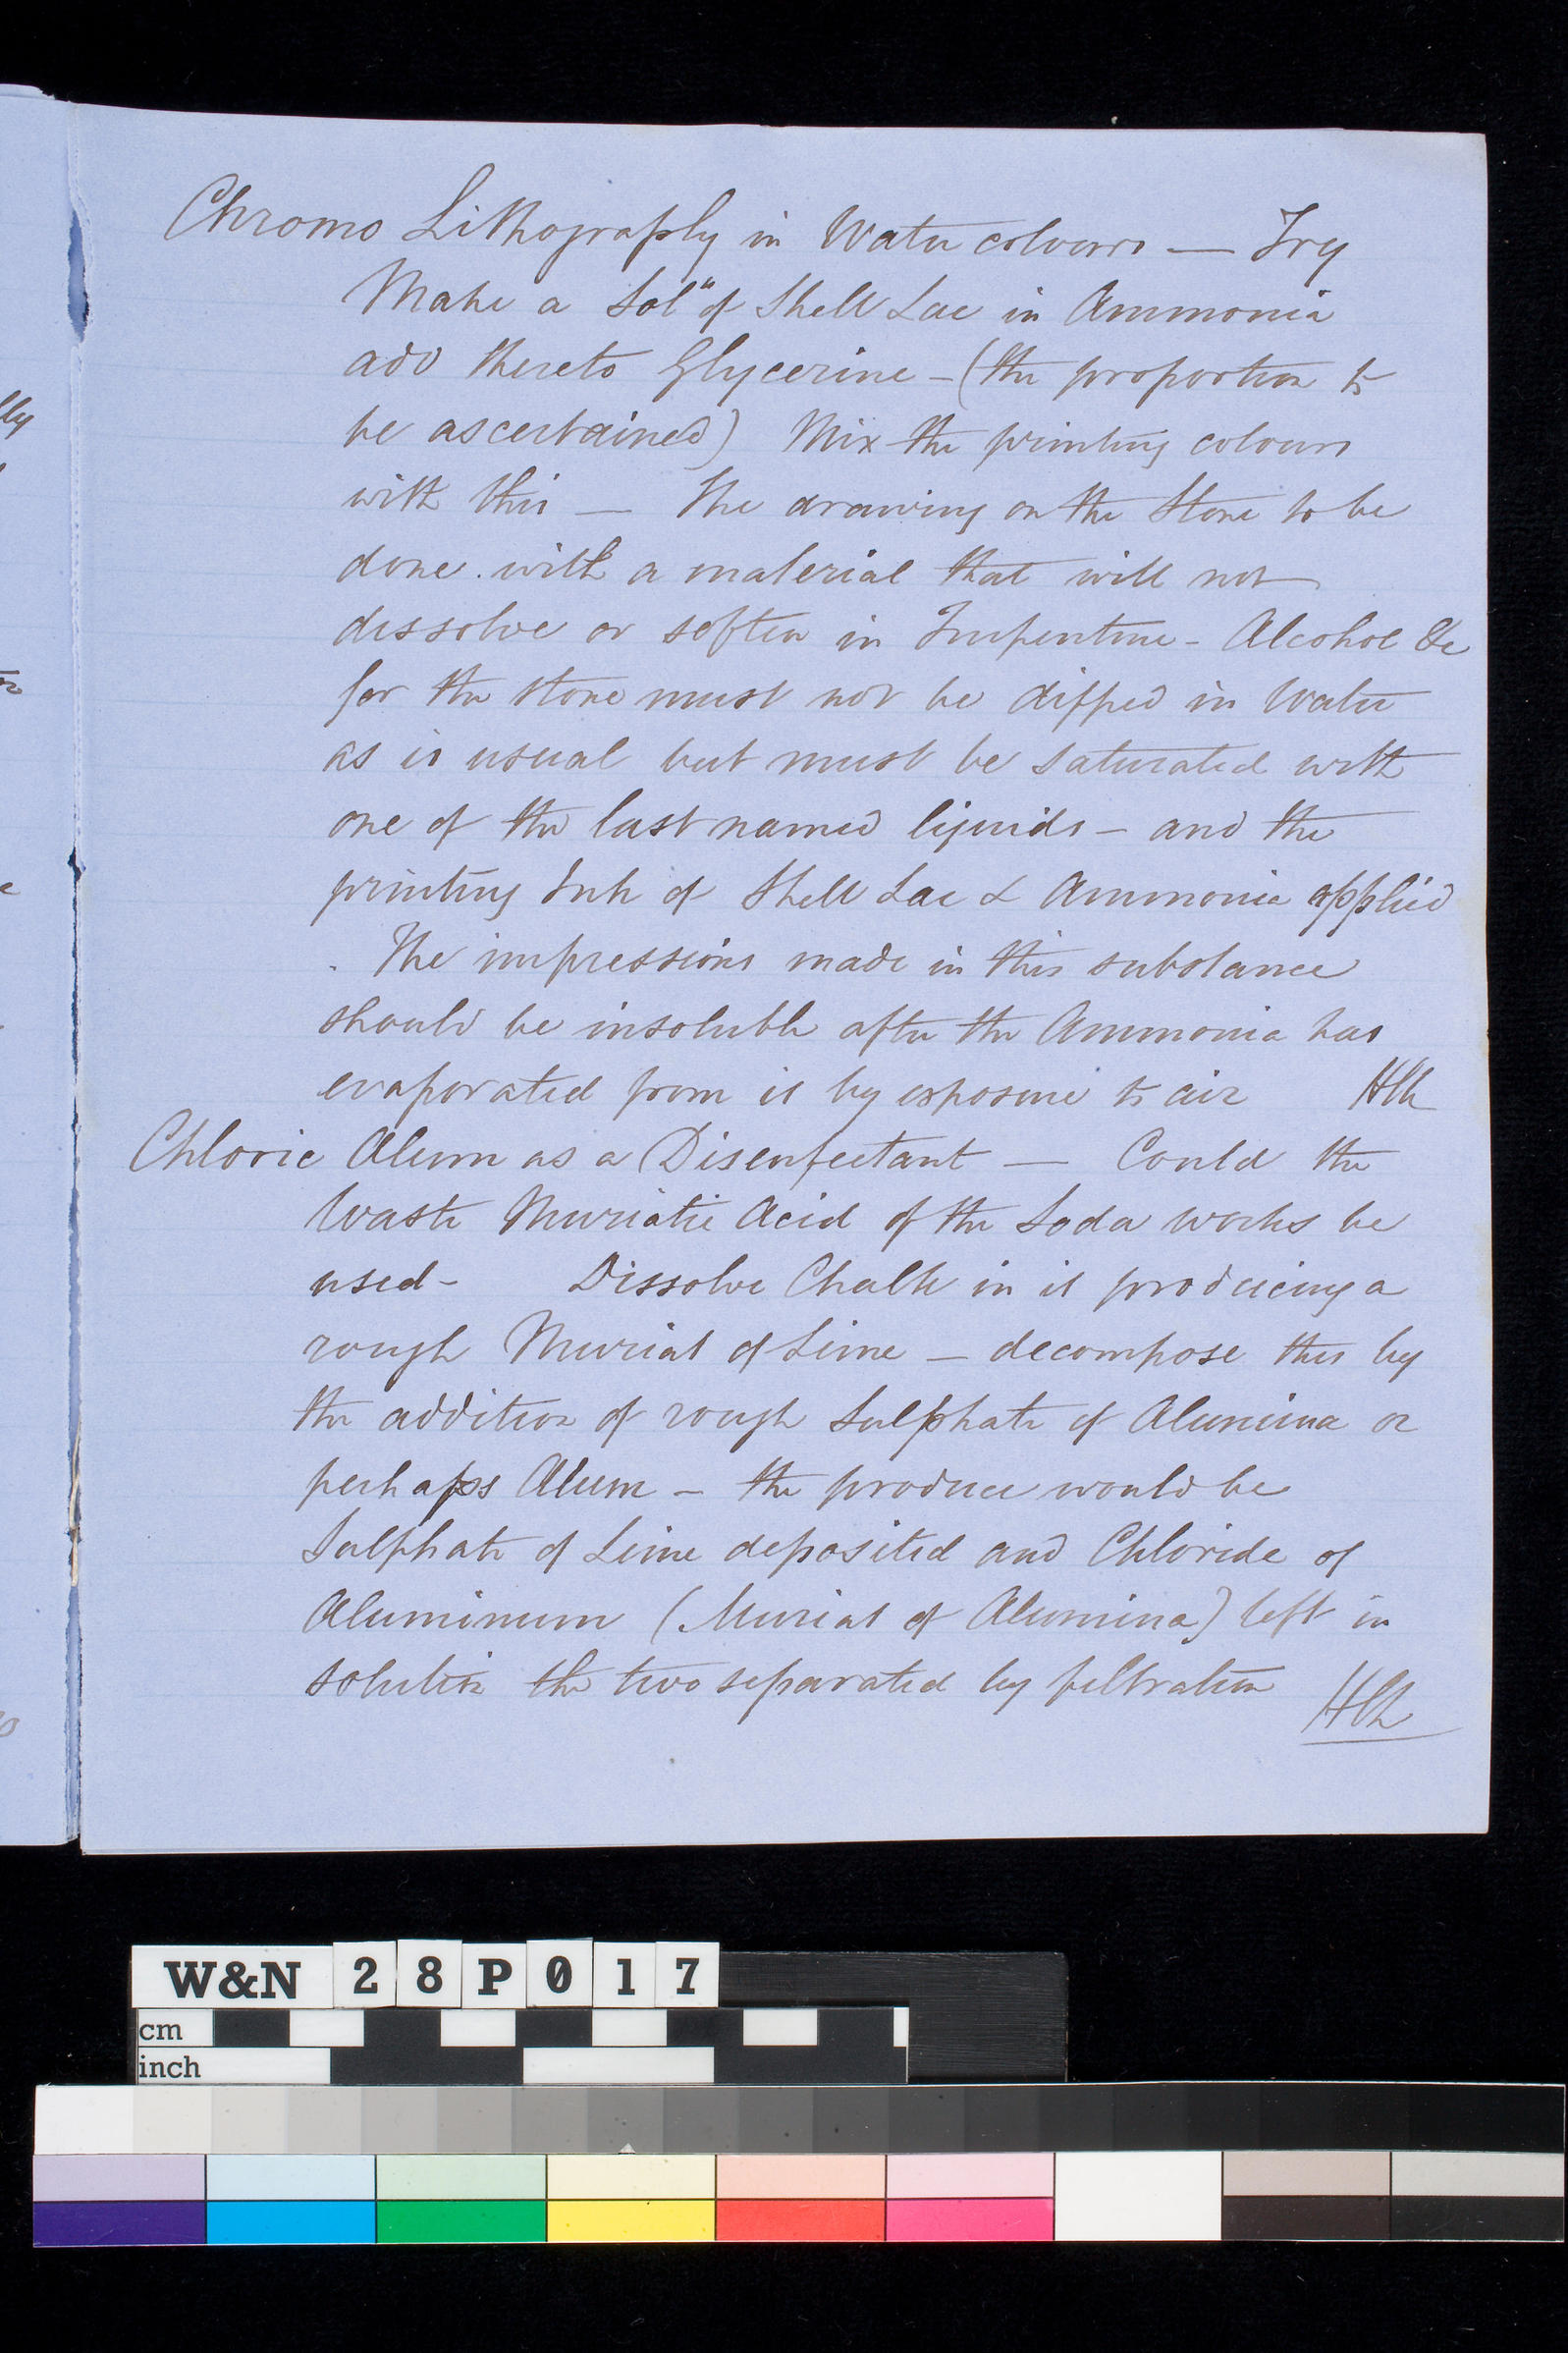 Chromo Lithography in Water colours — Try
Make a Solⁿ of Shell Lac in Ammonia
add thereto Glycerine – (the proportion to
be ascertained) Mix the printing colours
with this — The drawing on the Stone to be
done. with a material that will not
dissolve or soften in Turpentine - Alcohol &c
for the stone must not be dipped in Water
as is usual but must be saturated with
one of the last named liquids – and the
printing Ink of Shell Lac & Ammonia applied
. The impressions made in this substance
should be insoluble after the Ammonia has
evaporated from it by exposure to air
Chloric Alum as a Disenfectant — Could the
Waste Muriatic Acid of the Soda works be
used – Dissolve Chalk in it producing a
rough Muriat of Lime – decompose this by
the addition of rough Sulphate of Alumina or
perhaps Alum – the produce would be
Sulphate of Lime deposited and Chloride of
Aluminum (Muriat of Alumina) left in
solution the two separated by filtration
W&N 28P017
cm
inch